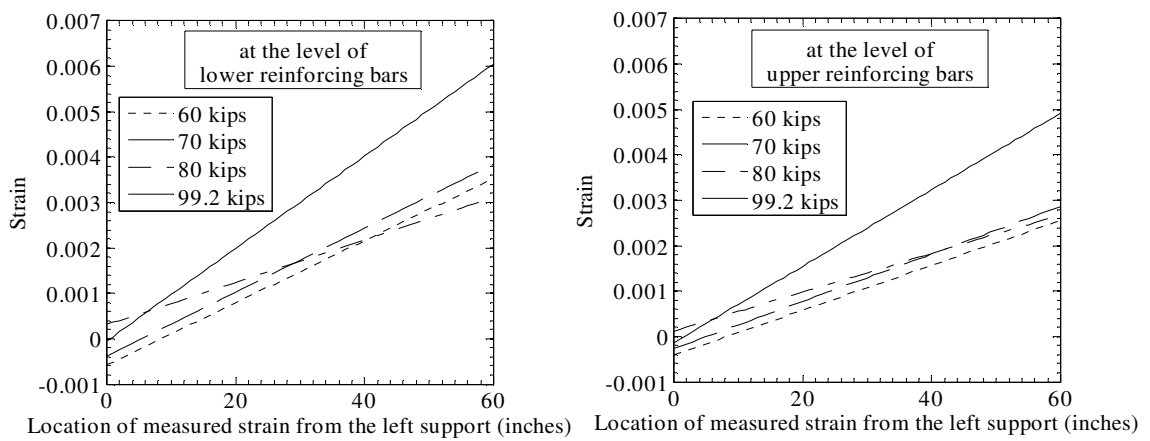 0.007
0.006
0.005
0.004
0.003
0.002
0.001
0
-0.001
Strain
at the level of
lower reinforcing bars
60 kips
70 kips
80 kips
99.2 kips
0
20
40
60
Location of measured strain from the left support (inches)
0.007
0.006
0.005
0.004
0.003
0.002
0.001
0
-0.001
Strain
at the level of
upper reinforcing bars
60 kips
70 kips
80 kips
99.2 kips
0
20
40
60
Location of measured strain from the left support (inches)